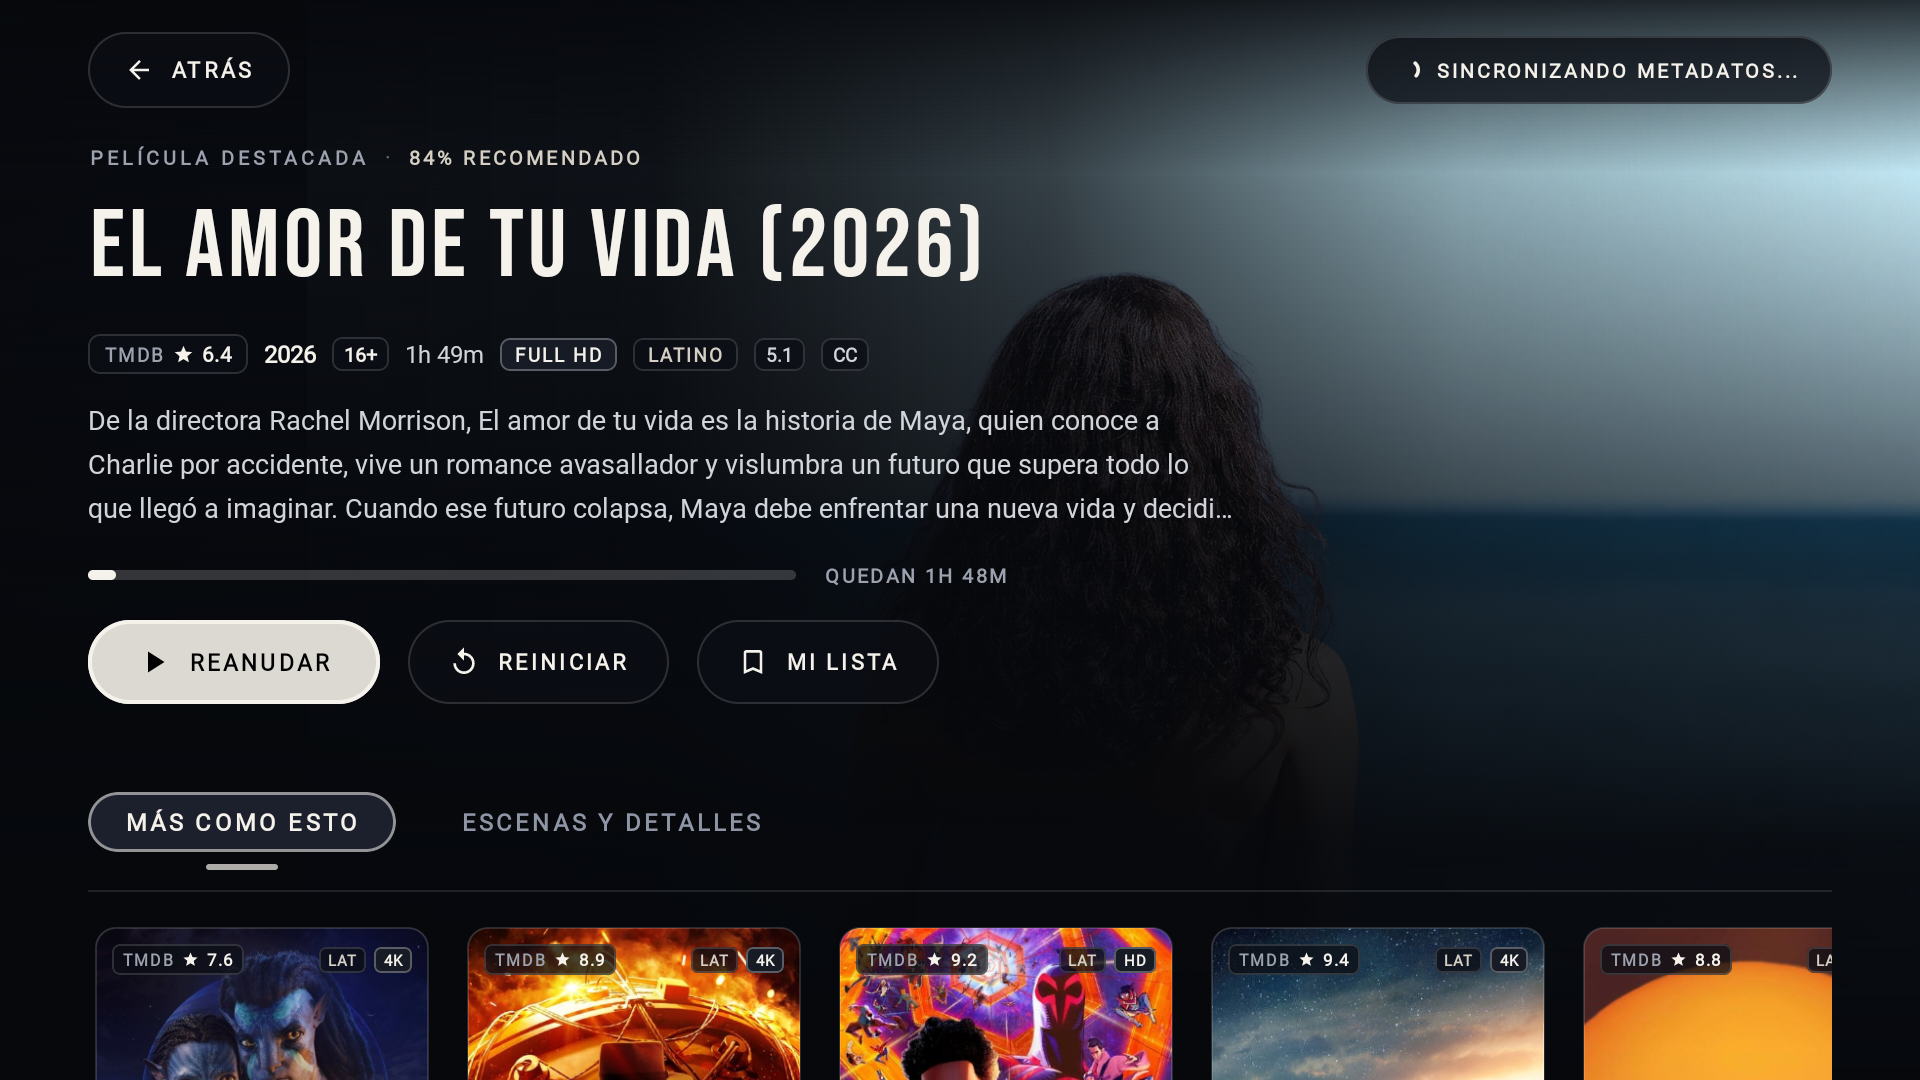 ATRÁS
SINCRONIZANDO METADATOS...
PELÍCULA DESTACADA · 84% RECOMENDADO
EL AMOR DE TU VIDA (2026)
TMDB ★ 6.4 2026 16+ 1h 49m FULL HD LATINO 5.1 CC
De la directora Rachel Morrison, El amor de tu vida es la historia de Maya, quien conoce a
Charlie por accidente, vive un romance avasallador y vislumbra un futuro que supera todo lo
que llegó a imaginar. Cuando ese futuro colapsa, Maya debe enfrentar una nueva vida y decidi...
QUEDAN 1H 48M
REANUDAR
REINICIAR
MI LISTA
MÁS COMO ESTO
ESCENAS Y DETALLES
TMDB ★ 7.6 LAT 4K
TMDB ★ 8.9 LAT 4K
TMDB ★ 9.2 LAT HD
TMDB ★ 9.4 LAT 4K
TMDB ★ 8.8 LA